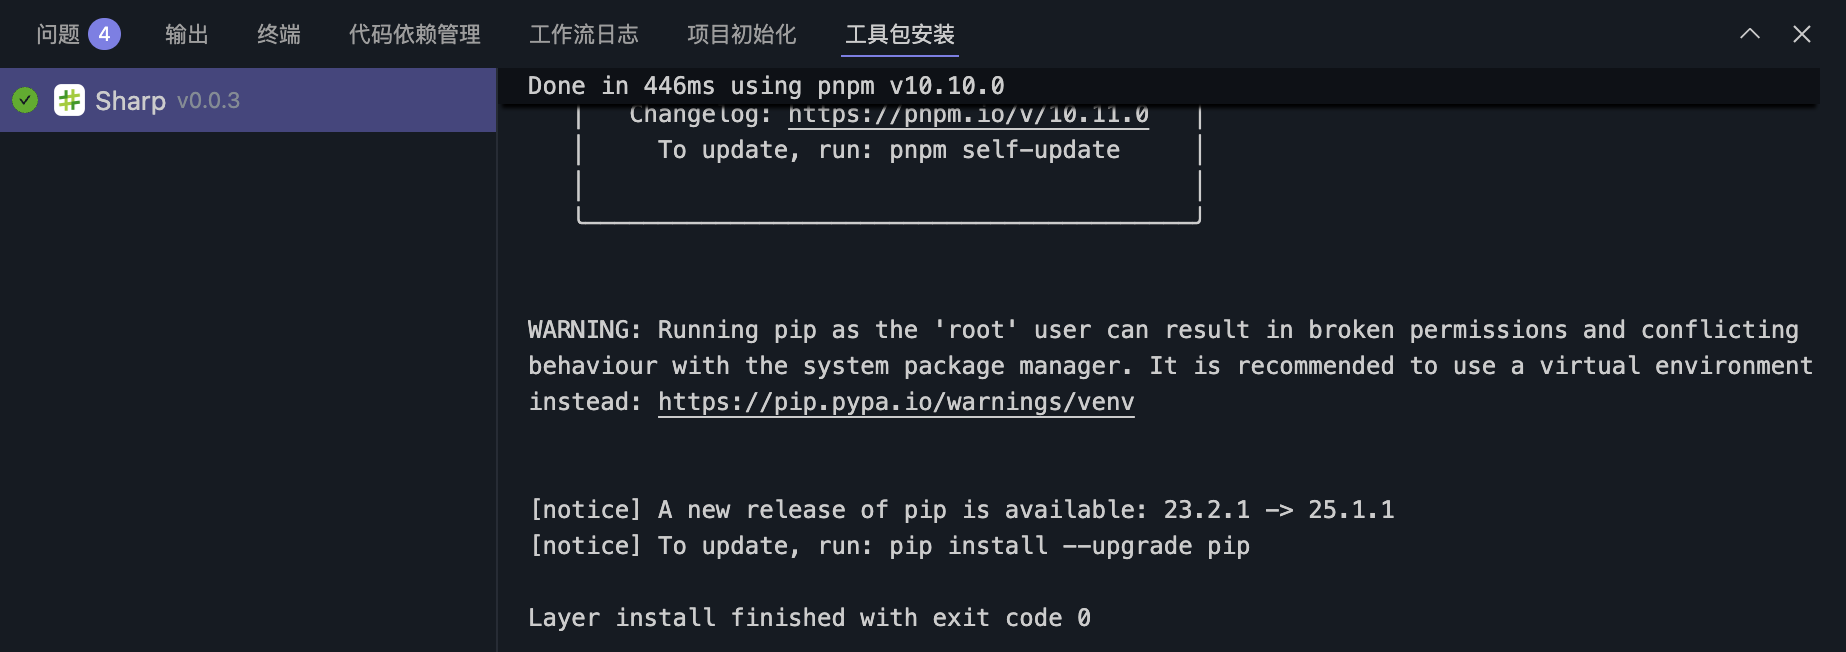 问题 4 输出 终端 代码依赖管理 工作流日志 项目初始化 工具包安装
Sharp v0.0.3
Done in 446ms using pnpm v10.10.0
Changelog: https://pnpm.io/v/10.11.0
To update, run: pnpm self-update
WARNING: Running pip as the 'root' user can result in broken permissions and conflicting
behaviour with the system package manager. It is recommended to use a virtual environment
instead: https://pip.pypa.io/warnings/venv
[notice] A new release of pip is available: 23.2.1 -> 25.1.1
[notice] To update, run: pip install --upgrade pip
Layer install finished with exit code 0